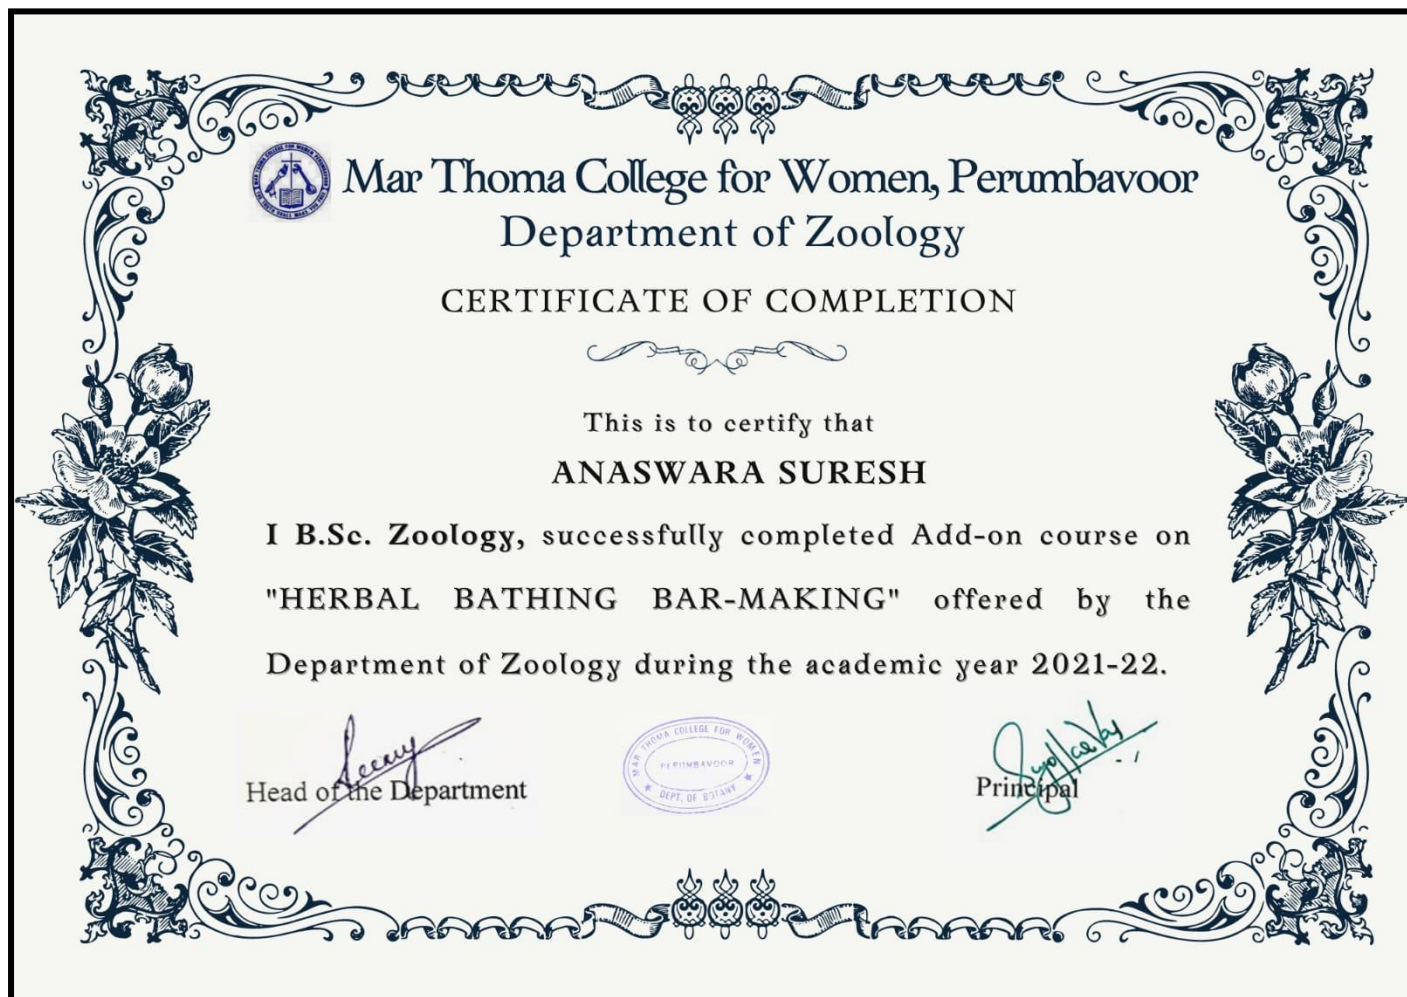 Mar Thoma College for Women, Perumbavoor
Department of Zoology
CERTIFICATE OF COMPLETION
This is to certify that
ANASWARA SURESH
I B.Sc. Zoology, successfully completed Add-on course on
"HERBAL BATHING BAR-MAKING" offered by the
Department of Zoology during the academic year 2021-22.
Head of the Department
MAR THOMA COLLEGE FOR WOMEN
PERUMBAVOOR
DEPT. OF BOTANY
Principal